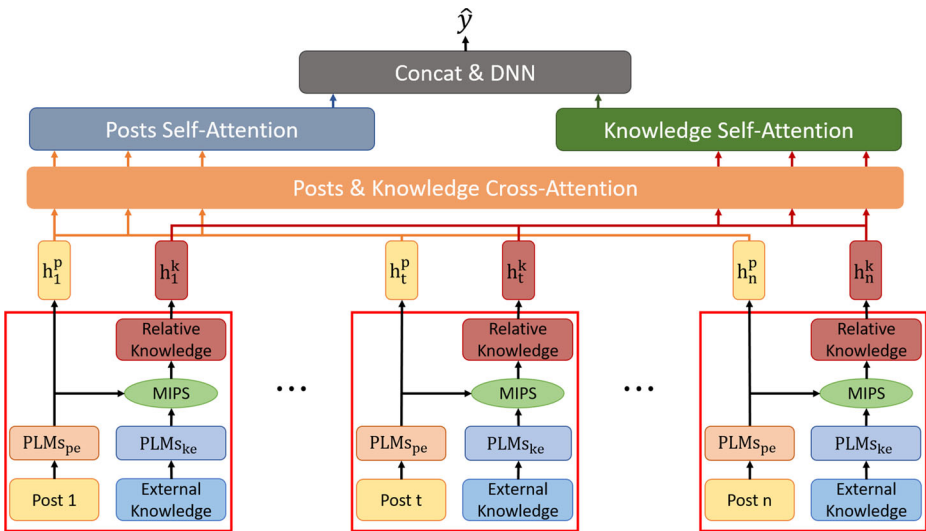 ŷ
Concat & DNN
Posts Self-Attention
Knowledge Self-Attention
Posts & Knowledge Cross-Attention
h₁ᵖ
h₁ᵏ
hₜᵖ
hₜᵏ
hₙᵖ
hₙᵏ
Relative
Knowledge
MIPS
PLMsₚₑ
PLMsₖₑ
Post 1
External
Knowledge
...
Relative
Knowledge
MIPS
PLMsₚₑ
PLMsₖₑ
Post t
External
Knowledge
...
Relative
Knowledge
MIPS
PLMsₚₑ
PLMsₖₑ
Post n
External
Knowledge